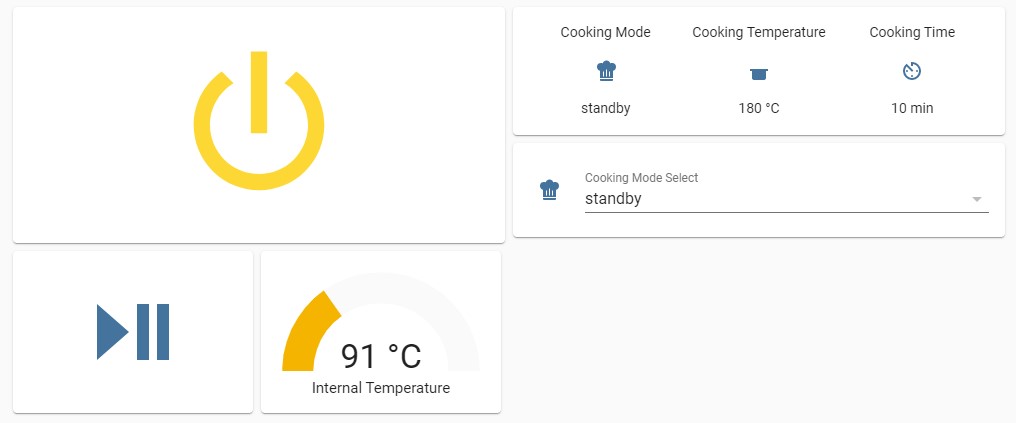 Cooking Mode
Cooking Temperature
Cooking Time
standby
180 °C
10 min
Cooking Mode Select
standby
91 °C
Internal Temperature